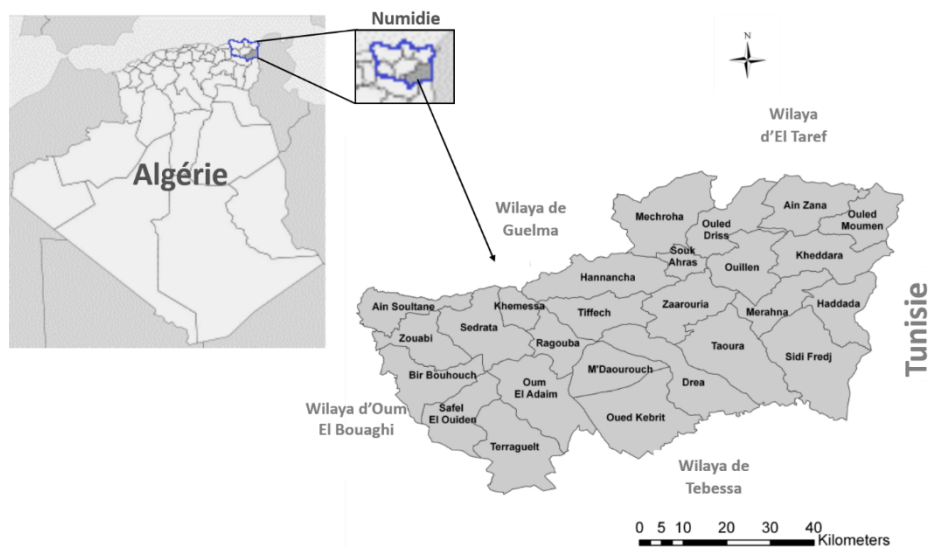 Numidie
N
Algérie
Wilaya
d'El Taref
Wilaya de
Guelma
Mechroha
Ouled
Driss
Ain Zana
Ouled
Moumen
Souk
Ahras
Ouillen
Kheddara
Hannancha
Ain Soultane
Khemessa
Tiffech
Zaarouria
Merahna
Haddada
Tunisie
Zouabi
Sedrata
Ragouba
Taoura
Sidi Fredj
Bir Bouhouch
Oum
El Adaim
M'Daourouch
Drea
Wilaya d'Oum
El Bouaghi
Safel
El Ouiden
Oued Kebrit
Terraguelt
Wilaya de
Tebessa
0 5 10 20 30 40
Kilometers